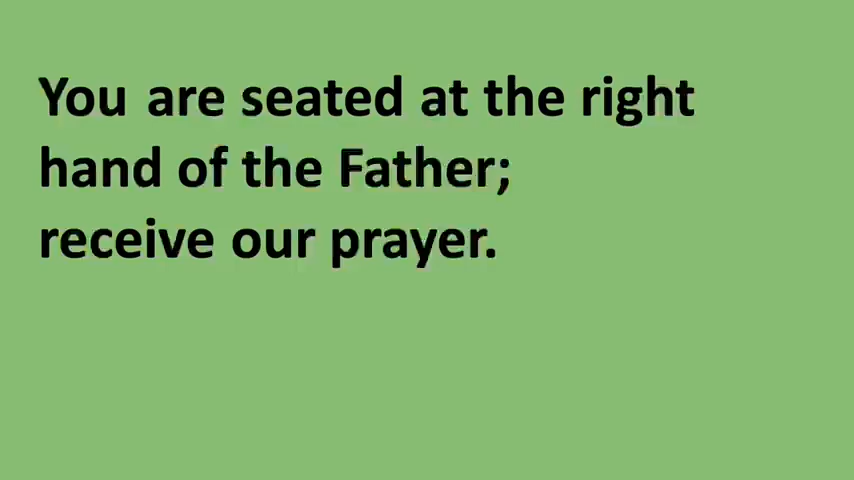 You are seated at the right
hand of the Father;
receive our prayer.